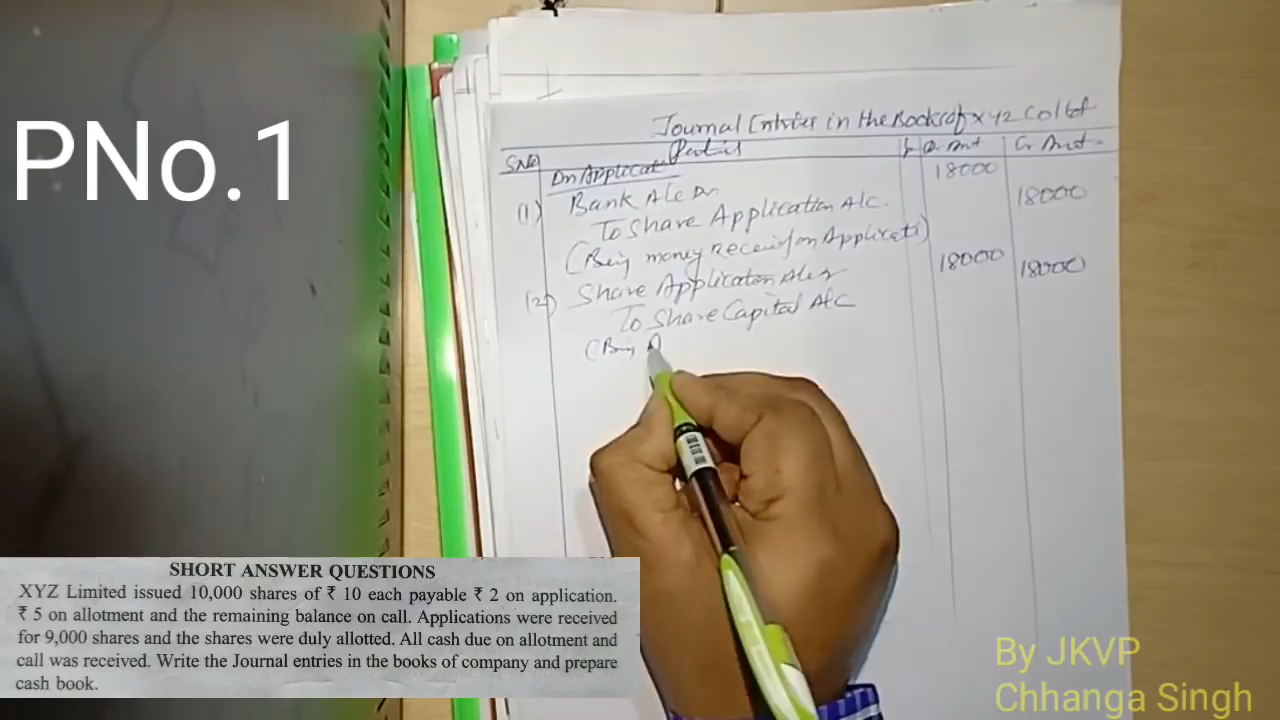 PNo.1
Journal Entries in the Books of XYZ Co ltd
SNo Dr. Amt Cr. Amt
On Applicat
(1) Bank A/c Dr 18000
To Share Application A/c. 18000
(Being money received on Applicati)
(2) Share Application A/c 18000
To Share Capital A/c 18000
(Being A
SHORT ANSWER QUESTIONS
XYZ Limited issued 10,000 shares of ₹ 10 each payable ₹ 2 on application.
₹ 5 on allotment and the remaining balance on call. Applications were received
for 9,000 shares and the shares were duly allotted. All cash due on allotment and
call was received. Write the Journal entries in the books of company and prepare
cash book.
By JKVP
Chhanga Singh